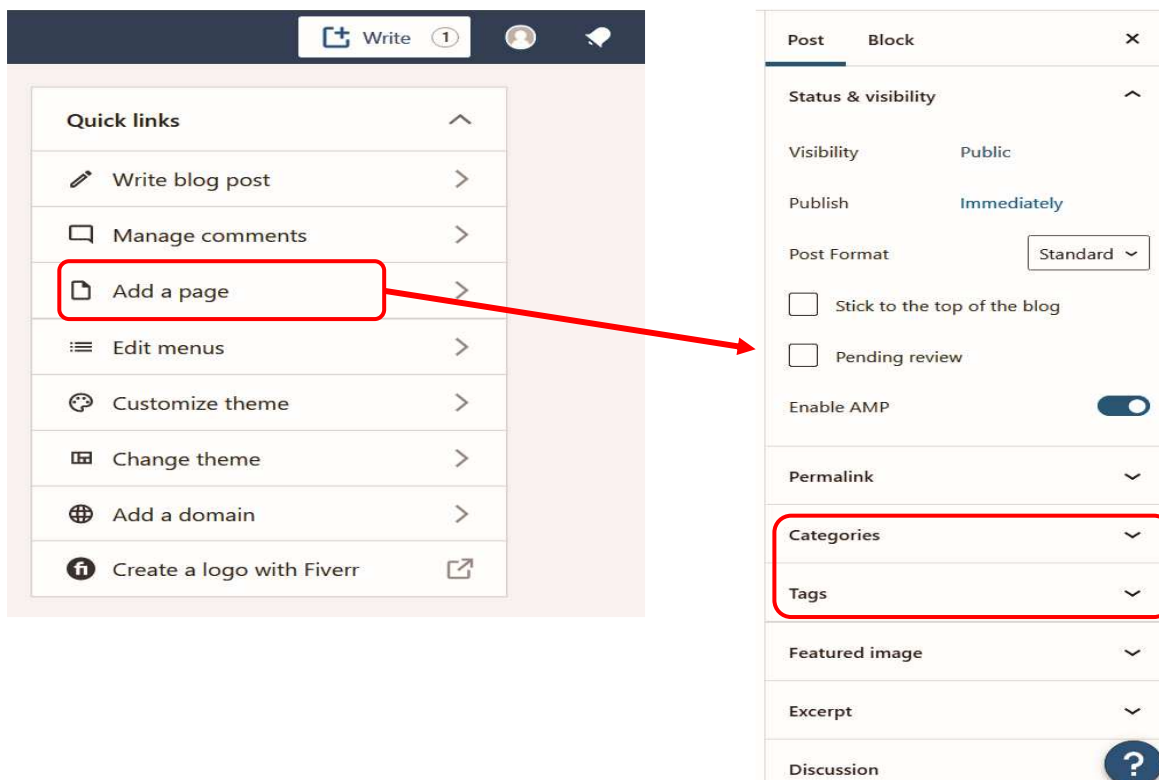 Write 1
Quick links
Write blog post
Manage comments
Add a page
Edit menus
Customize theme
Change theme
Add a domain
fi Create a logo with Fiverr
Post Block
Status & visibility
Visibility Public
Publish Immediately
Post Format Standard
Stick to the top of the blog
Pending review
Enable AMP
Permalink
Categories
Tags
Featured image
Excerpt
Discussion ?